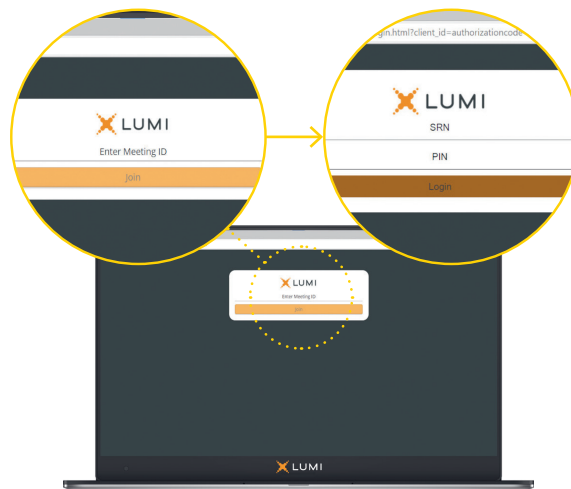 LUMI
Enter Meeting ID
Join
gin.html?client_id=authorizationcode
LUMI
SRN
PIN
Login
LUMI
Enter Meeting ID
Join
LUMI